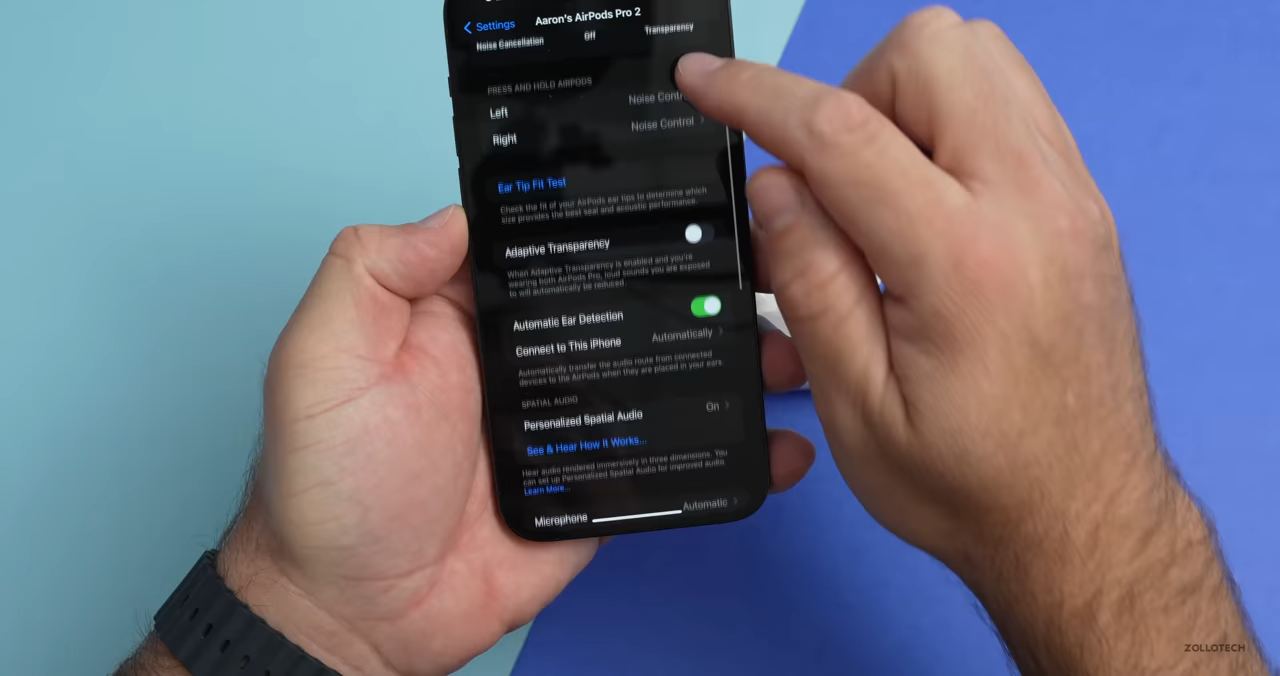 Settings
Aaron's AirPods Pro 2
Noise Cancellation
Off
Transparency
PRESS AND HOLD AIRPODS
Left
Noise Contr
Right
Noise Control
Ear Tip Fit Test
Check the fit of your AirPods ear tips to determine which
size provides the best seal and acoustic performance.
Adaptive Transparency
When Adaptive Transparency is enabled and you're
wearing both AirPods Pro, loud sounds you are exposed
to will automatically be reduced.
Automatic Ear Detection
Connect to This iPhone
Automatically
Automatically transfer the audio route from connected
devices to the AirPods when they are placed in your ears.
SPATIAL AUDIO
Personalized Spatial Audio
On
See & Hear How it Works...
Hear audio rendered immersively in three dimensions. You
can set up Personalized Spatial Audio for improved audio.
Learn More...
Microphone
Automatic
ZOLLOTECH